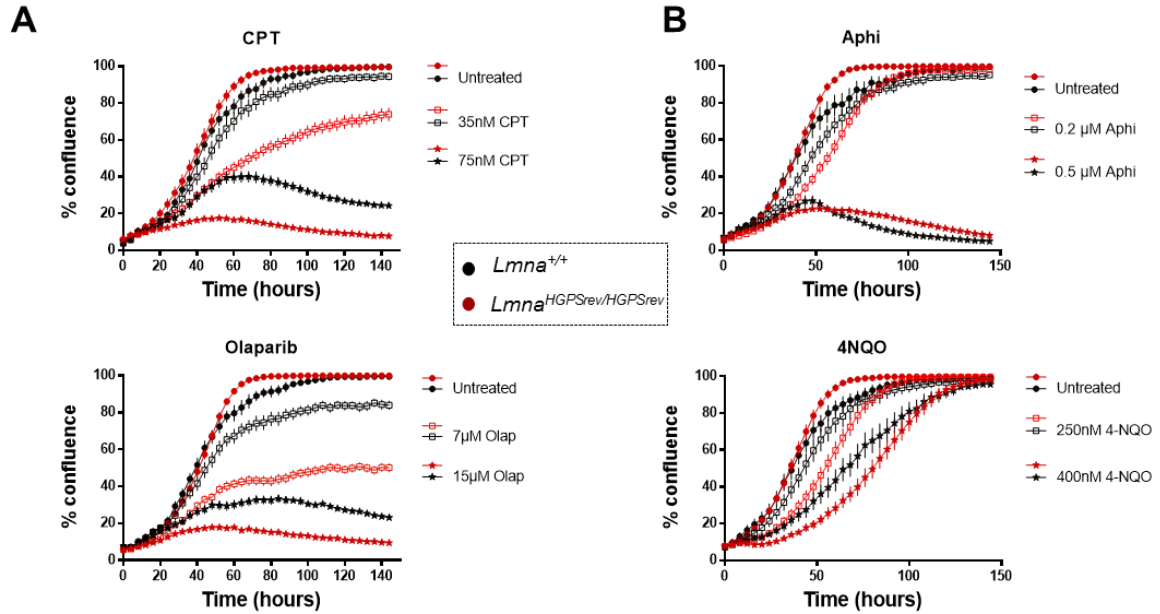 A
CPT
% confluence
100
80
60
40
20
0
0 20 40 60 80 100 120 140
Time (hours)
Untreated
35nM CPT
75nM CPT
B
Aphi
% confluence
100
80
60
40
20
0
0 50 100 150
Time (hours)
Untreated
0.2 µM Aphi
0.5 µM Aphi
Lmna+/+
LmnaHGPSrev/HGPSrev
Olaparib
% confluence
100
80
60
40
20
0
0 20 40 60 80 100 120 140
Time (hours)
Untreated
7µM Olap
15µM Olap
4NQO
% confluence
100
80
60
40
20
0
0 50 100 150
Time (hours)
Untreated
250nM 4-NQO
400nM 4-NQO